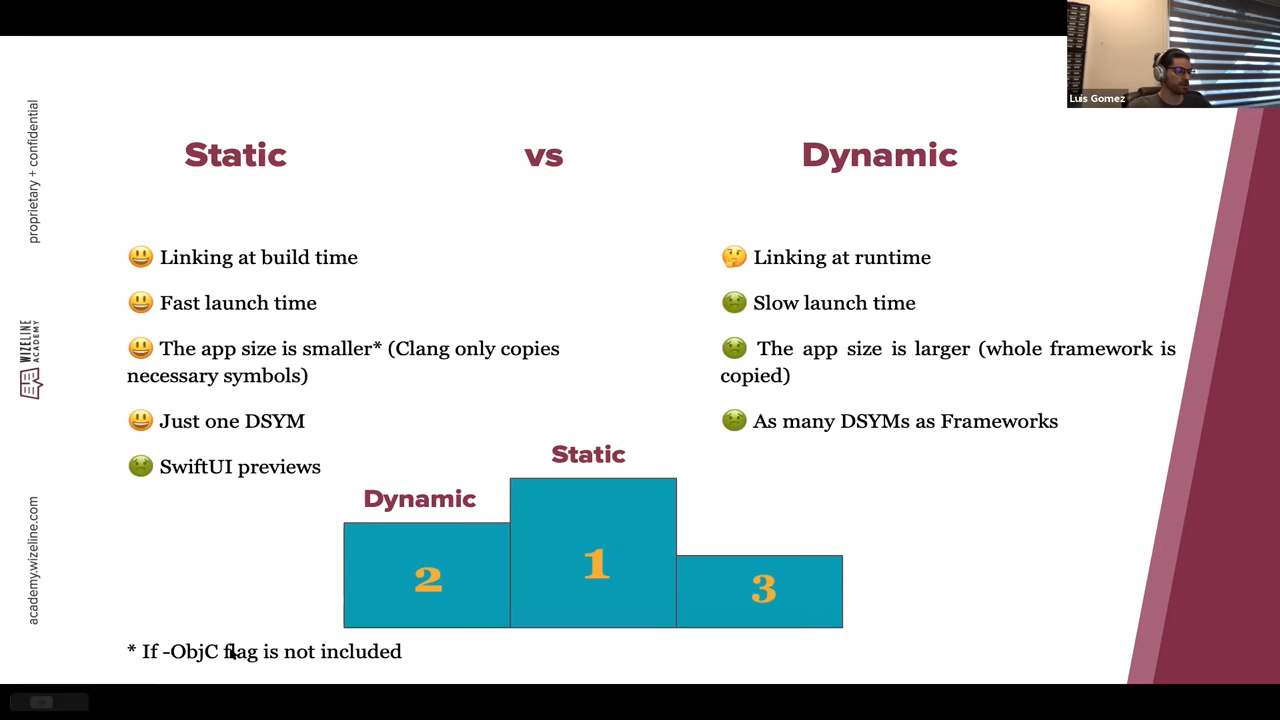 Luis Gomez
proprietary + confidential
WIZELINE
ACADEMY
academy.wizeline.com
Static vs Dynamic
😃 Linking at build time
😃 Fast launch time
😃 The app size is smaller* (Clang only copies
necessary symbols)
😃 Just one DSYM
🤢 SwiftUI previews
🤔 Linking at runtime
🤢 Slow launch time
🤢 The app size is larger (whole framework is
copied)
🤢 As many DSYMs as Frameworks
Static
Dynamic
2
1
3
* If -ObjC flag is not included